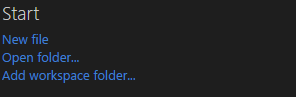 Start
New file
Open folder...
Add workspace folder...